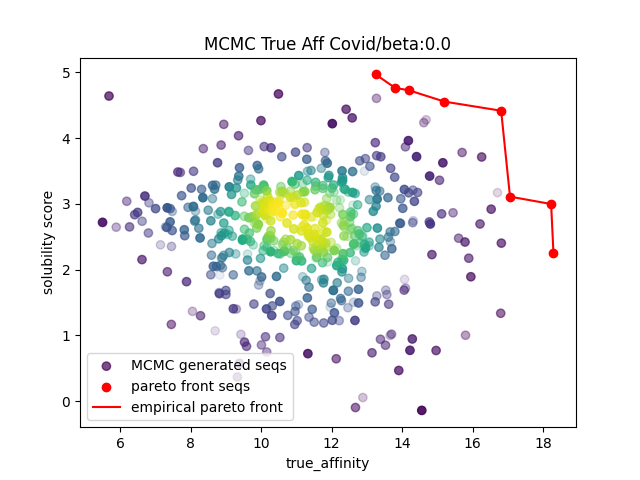 MCMC True Aff Covid/beta:0.0
solubility score
5
4
3
2
1
0
MCMC generated seqs
pareto front seqs
empirical pareto front
6 8 10 12 14 16 18
true_affinity